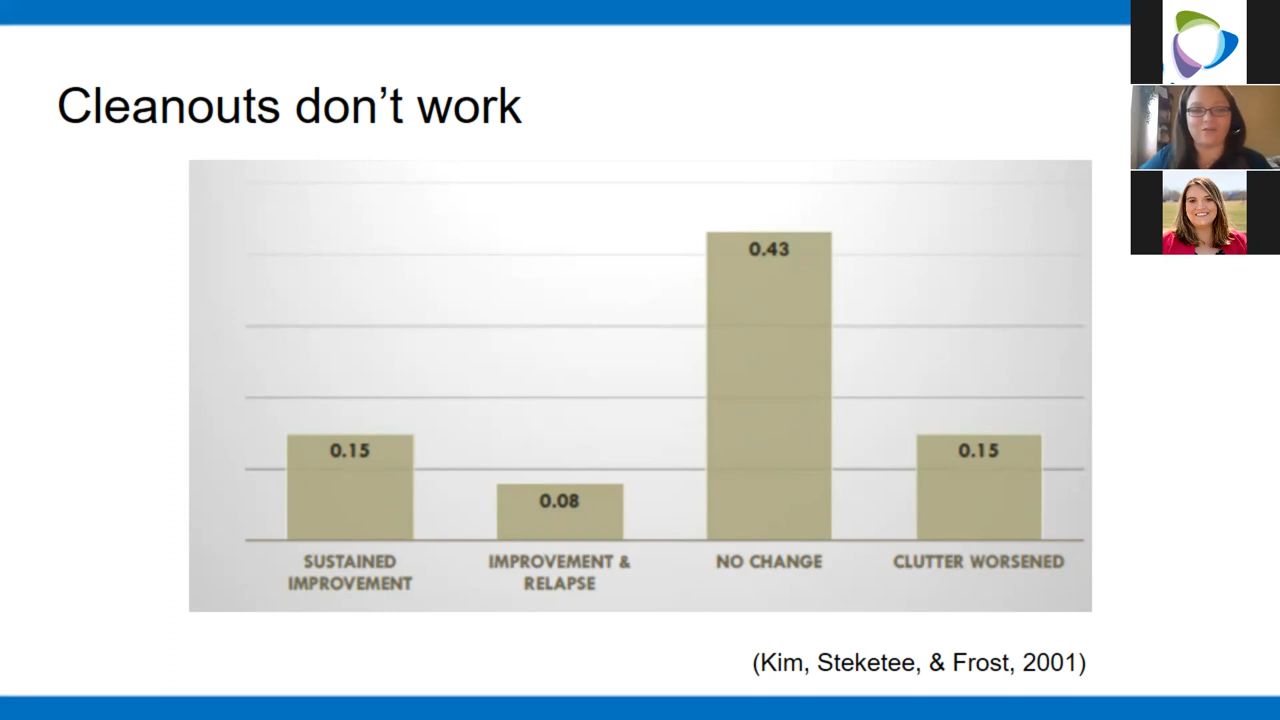 Cleanouts don’t work
0.15
0.08
0.43
0.15
SUSTAINED
IMPROVEMENT
IMPROVEMENT &
RELAPSE
NO CHANGE
CLUTTER WORSENED
(Kim, Steketee, & Frost, 2001)